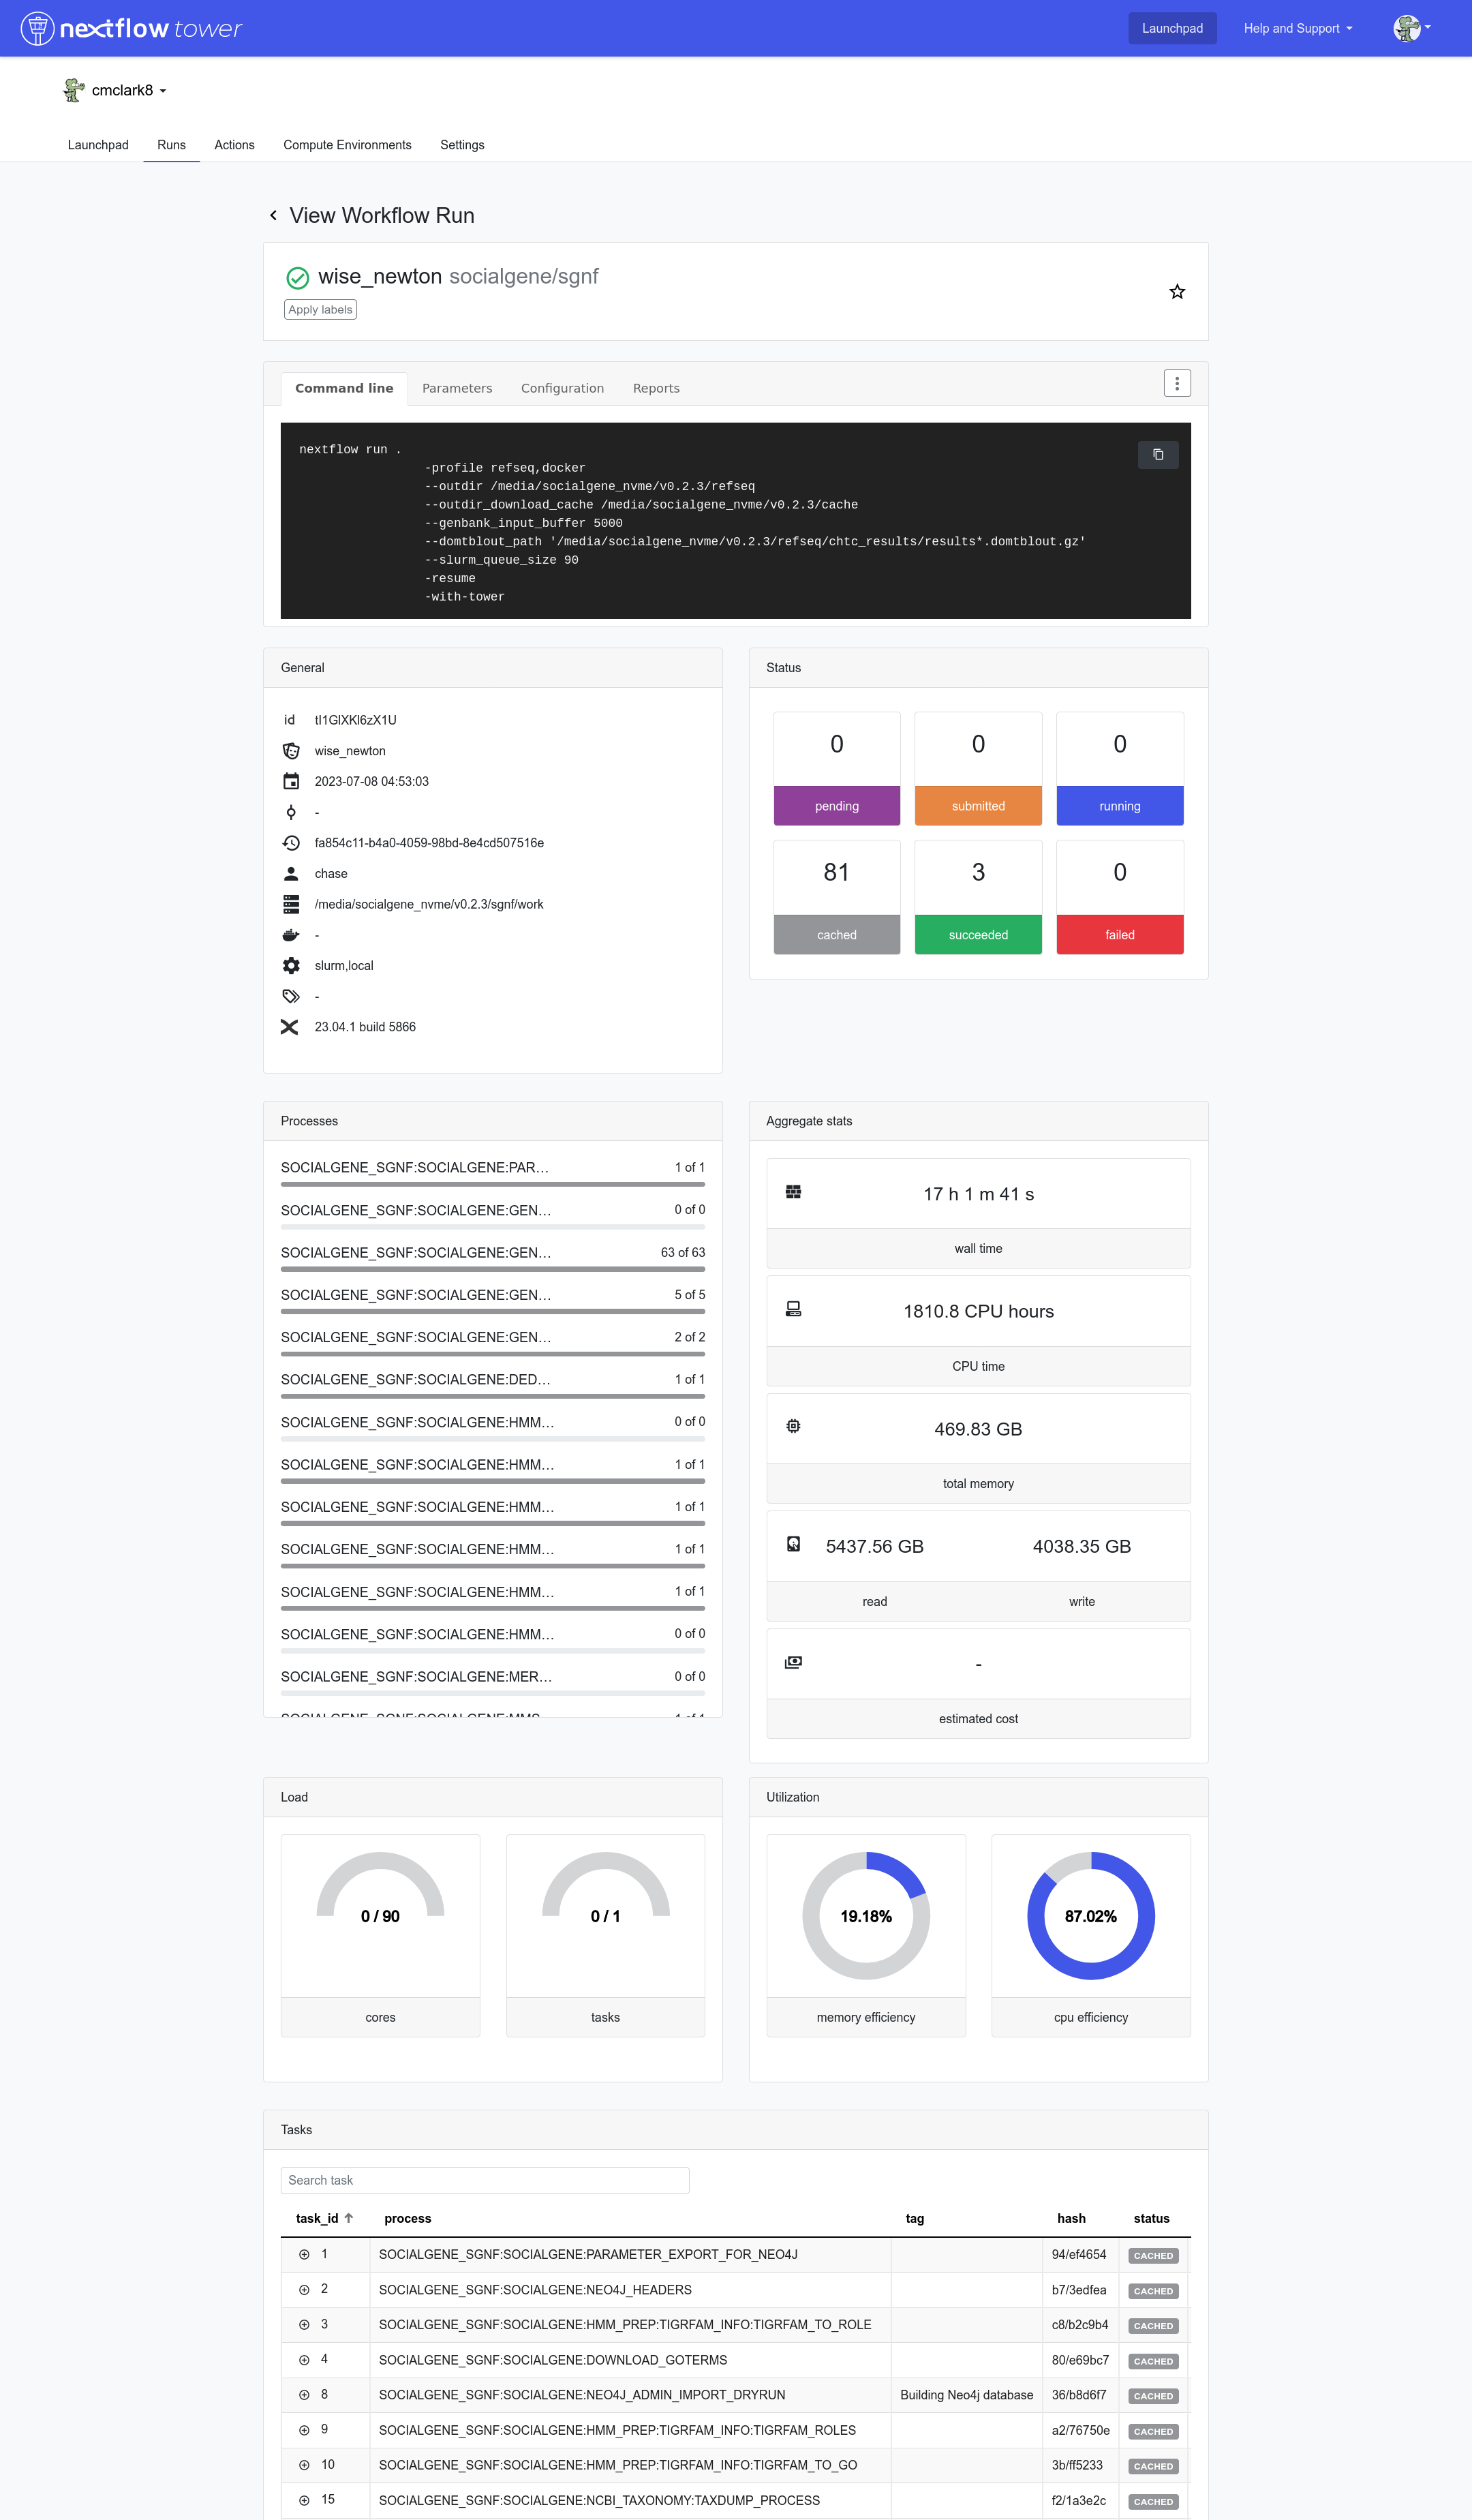 nextflow tower
Launchpad
Help and Support
cmclark8
Launchpad Runs Actions Compute Environments Settings
View Workflow Run
wise_newton socialgene/sgnf
Apply labels
Command line Parameters Configuration Reports
nextflow run .
-profile refseq,docker
--outdir /media/socialgene_nvme/v0.2.3/refseq
--outdir_download_cache /media/socialgene_nvme/v0.2.3/cache
--genbank_input_buffer 5000
--domtblout_path '/media/socialgene_nvme/v0.2.3/refseq/chtc_results/results*.domtblout.gz'
--slurm_queue_size 90
-resume
-with-tower
General
id tI1GlXKl6zX1U
wise_newton
2023-07-08 04:53:03
-
fa854c11-b4a0-4059-98bd-8e4cd507516e
chase
/media/socialgene_nvme/v0.2.3/sgnf/work
-
slurm,local
-
23.04.1 build 5866
Status
0 0 0
pending submitted running
81 3 0
cached succeeded failed
Processes
SOCIALGENE_SGNF:SOCIALGENE:PAR... 1 of 1
SOCIALGENE_SGNF:SOCIALGENE:GEN... 0 of 0
SOCIALGENE_SGNF:SOCIALGENE:GEN... 63 of 63
SOCIALGENE_SGNF:SOCIALGENE:GEN... 5 of 5
SOCIALGENE_SGNF:SOCIALGENE:GEN... 2 of 2
SOCIALGENE_SGNF:SOCIALGENE:DED... 1 of 1
SOCIALGENE_SGNF:SOCIALGENE:HMM... 0 of 0
SOCIALGENE_SGNF:SOCIALGENE:HMM... 1 of 1
SOCIALGENE_SGNF:SOCIALGENE:HMM... 1 of 1
SOCIALGENE_SGNF:SOCIALGENE:HMM... 1 of 1
SOCIALGENE_SGNF:SOCIALGENE:HMM... 1 of 1
SOCIALGENE_SGNF:SOCIALGENE:HMM... 0 of 0
SOCIALGENE_SGNF:SOCIALGENE:MER... 0 of 0
Aggregate stats
17 h 1 m 41 s
wall time
1810.8 CPU hours
CPU time
469.83 GB
total memory
5437.56 GB 4038.35 GB
read write
-
estimated cost
Load
0 / 90 0 / 1
cores tasks
Utilization
19.18% 87.02%
memory efficiency cpu efficiency
Tasks
Search task
task_id process tag hash status
1 SOCIALGENE_SGNF:SOCIALGENE:PARAMETER_EXPORT_FOR_NEO4J 94/ef4654 CACHED
2 SOCIALGENE_SGNF:SOCIALGENE:NEO4J_HEADERS b7/3edfea CACHED
3 SOCIALGENE_SGNF:SOCIALGENE:HMM_PREP:TIGRFAM_INFO:TIGRFAM_TO_ROLE c8/b2c9b4 CACHED
4 SOCIALGENE_SGNF:SOCIALGENE:DOWNLOAD_GOTERMS 80/e69bc7 CACHED
8 SOCIALGENE_SGNF:SOCIALGENE:NEO4J_ADMIN_IMPORT_DRYRUN Building Neo4j database 36/b8d6f7 CACHED
9 SOCIALGENE_SGNF:SOCIALGENE:HMM_PREP:TIGRFAM_INFO:TIGRFAM_ROLES a2/76750e CACHED
10 SOCIALGENE_SGNF:SOCIALGENE:HMM_PREP:TIGRFAM_INFO:TIGRFAM_TO_GO 3b/ff5233 CACHED
15 SOCIALGENE_SGNF:SOCIALGENE:NCBI_TAXONOMY:TAXDUMP_PROCESS f2/1a3e2c CACHED